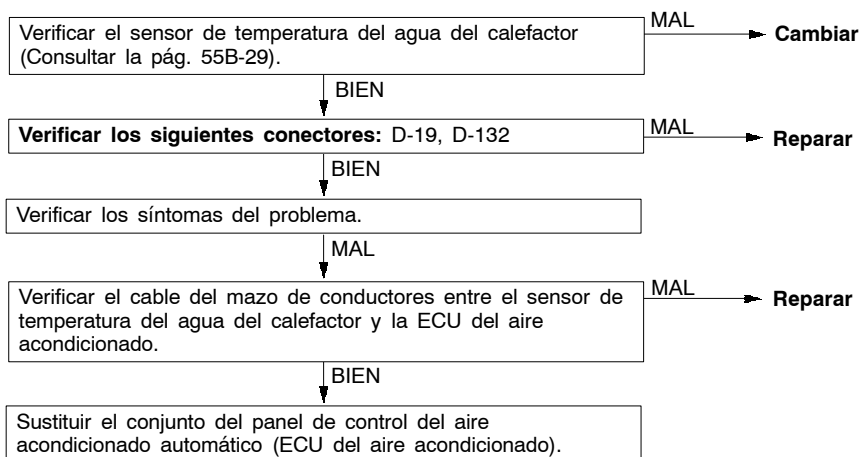 Verificar el sensor de temperatura del agua del calefactor
(Consultar la pág. 55B-29).
MAL
Cambiar
BIEN
Verificar los siguientes conectores: D-19, D-132
MAL
Reparar
BIEN
Verificar los síntomas del problema.
MAL
Verificar el cable del mazo de conductores entre el sensor de
temperatura del agua del calefactor y la ECU del aire
acondicionado.
MAL
Reparar
BIEN
Sustituir el conjunto del panel de control del aire
acondicionado automático (ECU del aire acondicionado).